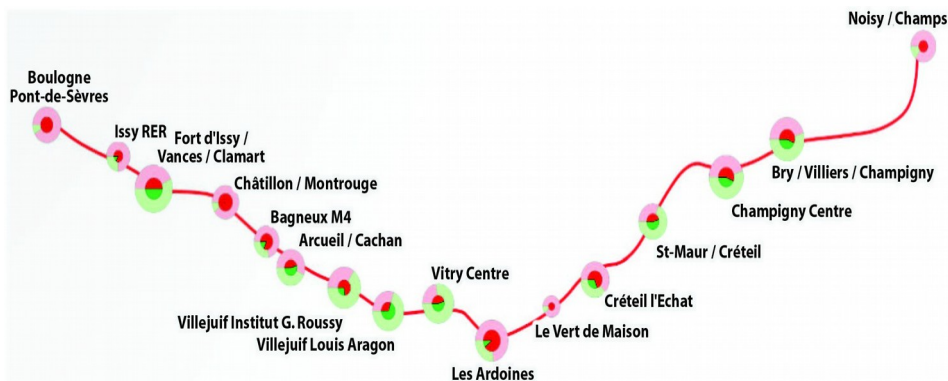 Boulogne
Pont-de-Sèvres
Issy RER
Fort d'Issy /
Vances / Clamart
Châtillon / Montrouge
Bagneux M4
Arcueil / Cachan
Villejuif Institut G. Roussy
Villejuif Louis Aragon
Vitry Centre
Les Ardoines
Le Vert de Maison
Créteil l'Echat
St-Maur / Créteil
Champigny Centre
Bry / Villiers / Champigny
Noisy / Champs